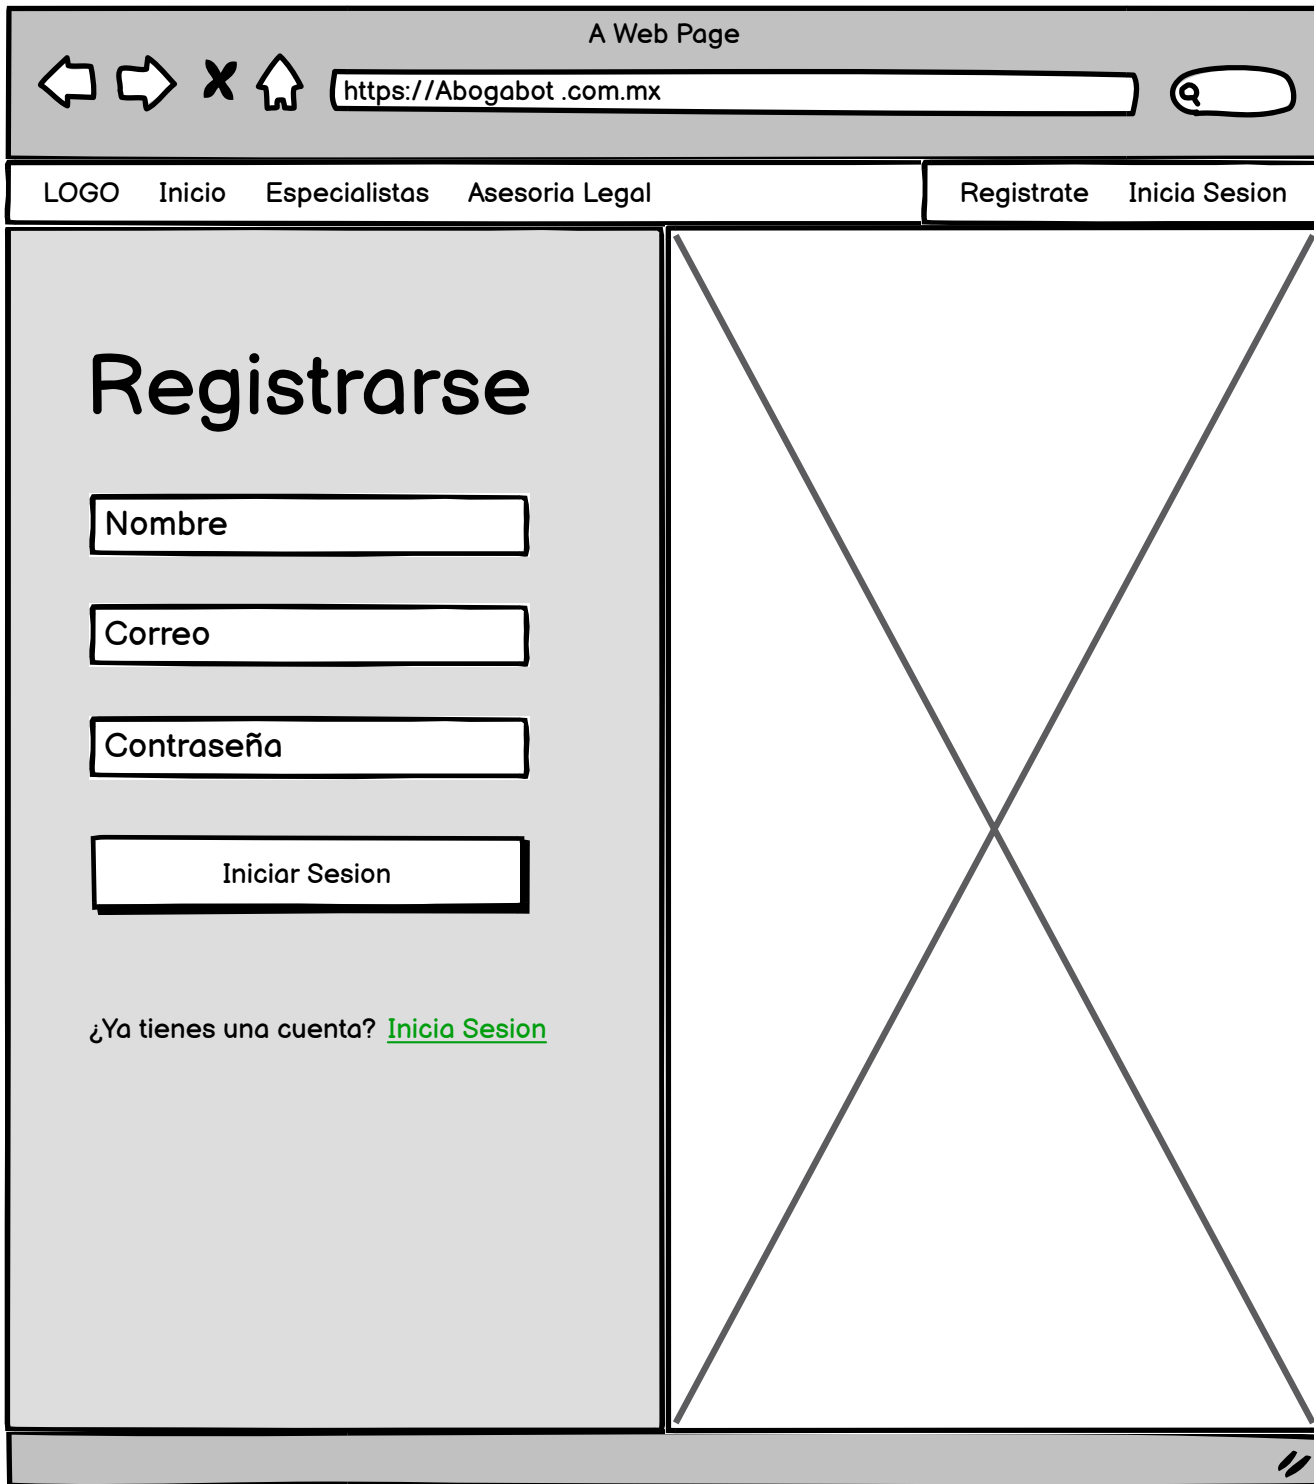 A Web Page
https://Abogabot .com.mx
LOGO Inicio Especialistas Asesoria Legal Registrate Inicia Sesion
Registrarse
Nombre
Correo
Contraseña
Iniciar Sesion
¿Ya tienes una cuenta? Inicia Sesion